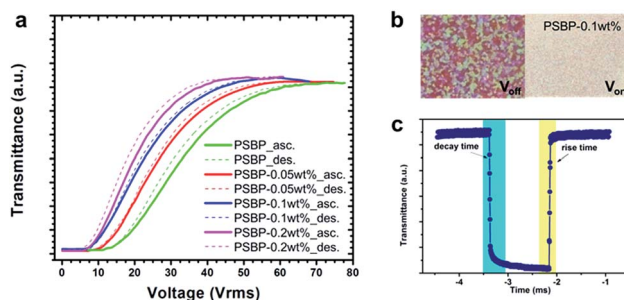 a
Transmittance (a.u.)
PSBP_asc.
PSBP_des.
PSBP-0.05wt%_asc.
PSBP-0.05wt%_des.
PSBP-0.1wt%_asc.
PSBP-0.1wt%_des.
PSBP-0.2wt%_asc.
PSBP-0.2wt%_des.
0 10 20 30 40 50 60 70 80
Voltage (Vrms)
b
PSBP-0.1wt%
Voff
Von
c
Transmittance (a.u.)
decay time
rise time
-4 -3 -2 -1
Time (ms)